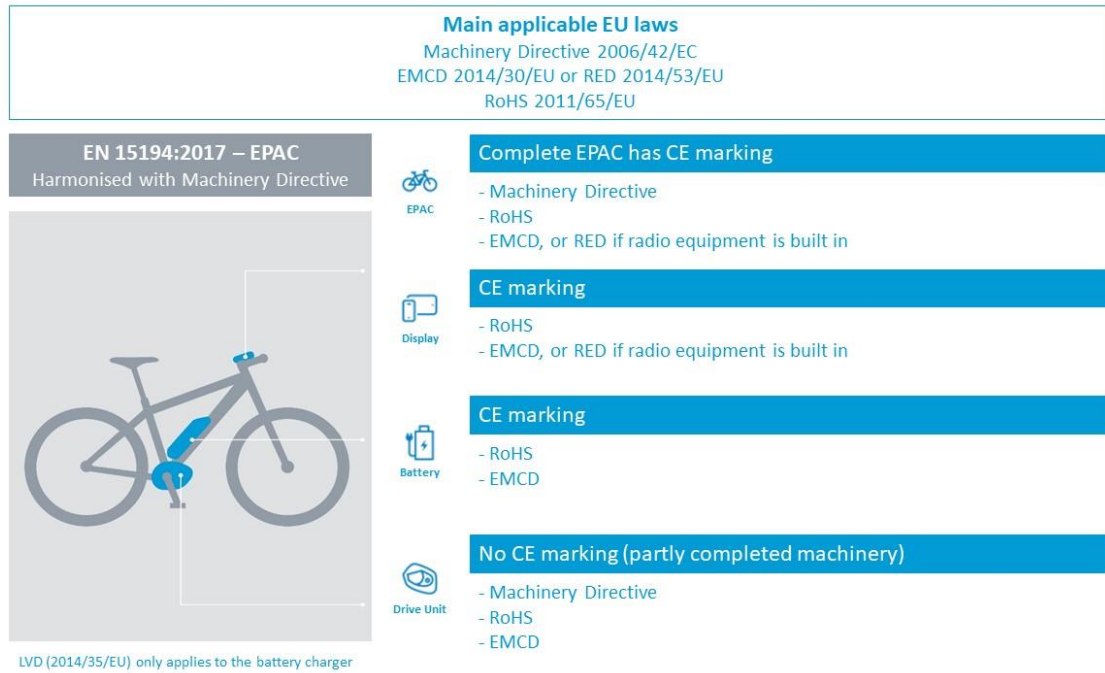 Main applicable EU laws
Machinery Directive 2006/42/EC
EMCD 2014/30/EU or RED 2014/53/EU
RoHS 2011/65/EU
EN 15194:2017 – EPAC
Harmonised with Machinery Directive
EPAC
Complete EPAC has CE marking
- Machinery Directive
- RoHS
- EMCD, or RED if radio equipment is built in
Display
CE marking
- RoHS
- EMCD, or RED if radio equipment is built in
Battery
CE marking
- RoHS
- EMCD
Drive Unit
No CE marking (partly completed machinery)
- Machinery Directive
- RoHS
- EMCD
LVD (2014/35/EU) only applies to the battery charger